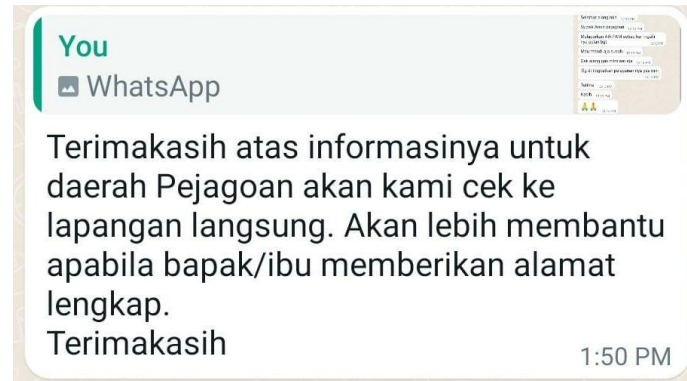 You
WhatsApp
Terimakasih atas informasinya untuk
daerah Pejagoan akan kami cek ke
lapangan langsung. Akan lebih membantu
apabila bapak/ibu memberikan alamat
lengkap.
Terimakasih
1:50 PM